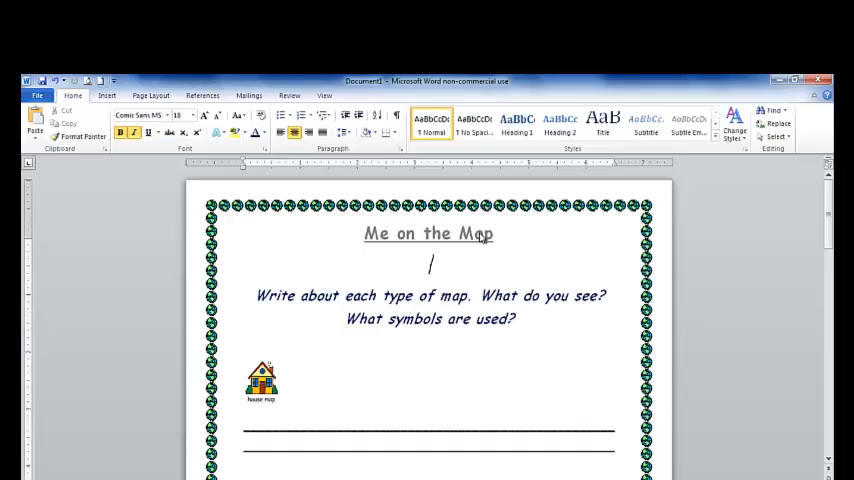 Document1 - Microsoft Word non-commercial use
File Home Insert Page Layout References Mailings Review View
Cut
Copy
Format Painter
Paste
Clipboard
Comic Sans MS 18
Font
Paragraph
AaBbCcDc AaBbCcDc AaBbC AaBbCc AaB AaBbCc. AaBbCcDc
¶ Normal ¶ No Spaci... Heading 1 Heading 2 Title Subtitle Subtle Em...
Styles
Change Styles
Find
Replace
Select
Editing
Me on the Map
Write about each type of map. What do you see?
What symbols are used?
house map